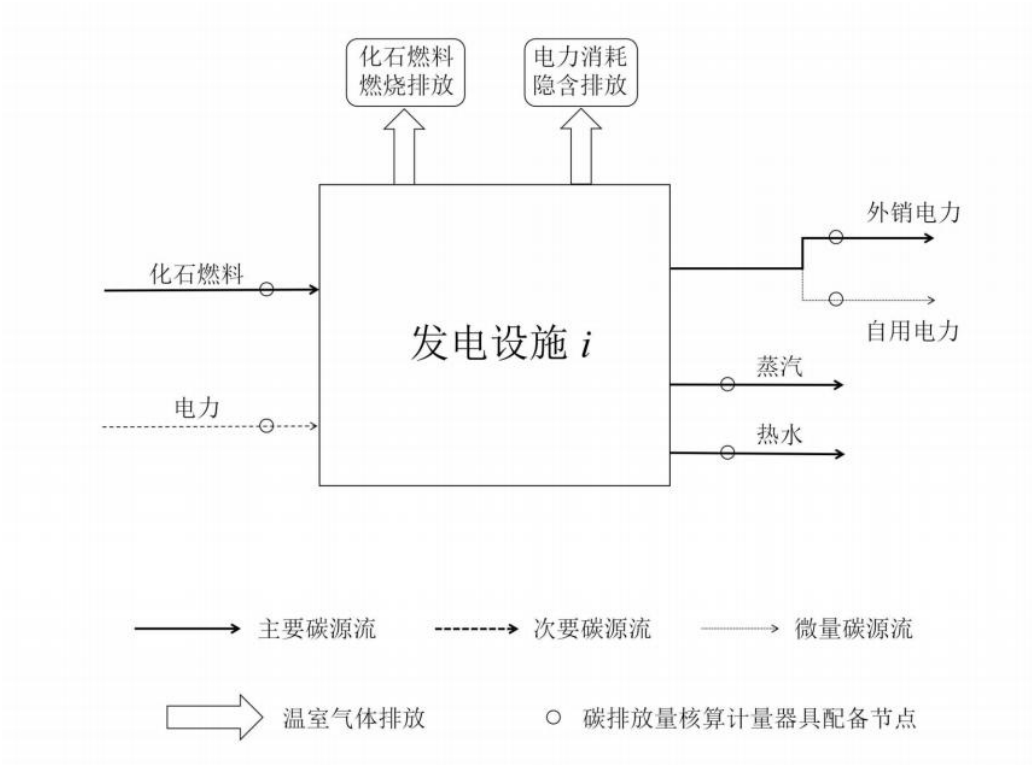 化石燃料
燃烧排放
电力消耗
隐含排放
外销电力
化石燃料
自用电力
发电设施 i
蒸汽
电力
热水
主要碳源流
次要碳源流
微量碳源流
温室气体排放
碳排放量核算计量器具配备节点